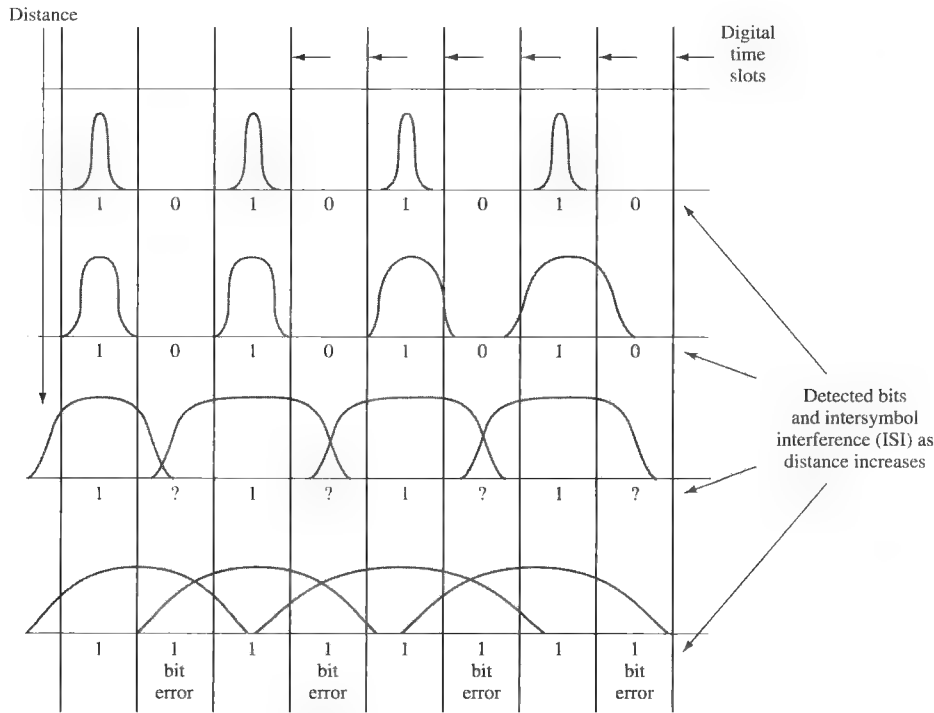 Distance
Digital
time
slots
1 0 1 0 1 0 1 0
1 0 1 0 1 0 1 0
Detected bits
and intersymbol
interference (ISI) as
distance increases
1 ? 1 ? 1 ? 1 ?
1 1 1 1 1 1 1 1
bit bit bit bit
error error error error